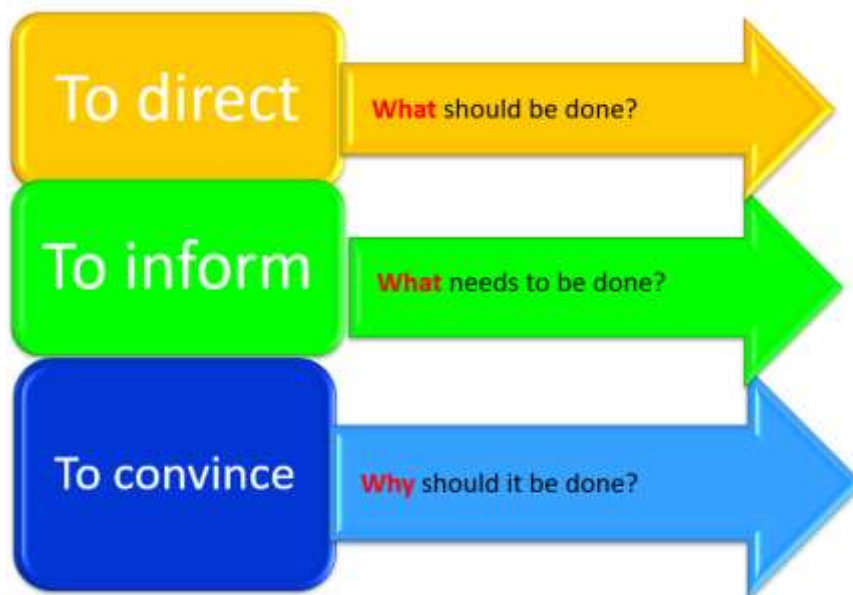 To direct
What should be done?
To inform
What needs to be done?
To convince
Why should it be done?